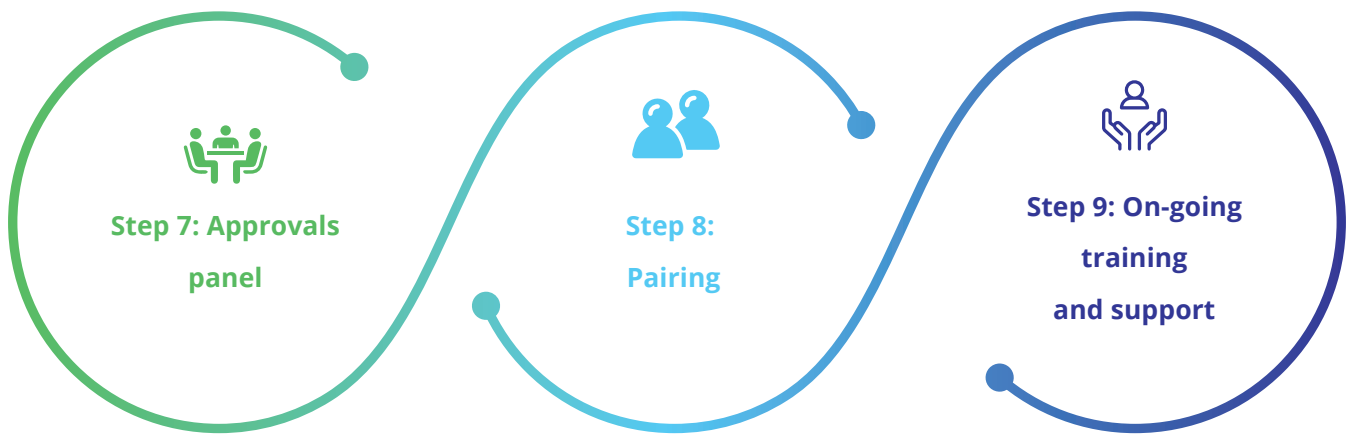 Step 7: Approvals
panel
Step 8:
Pairing
Step 9: On-going
training
and support